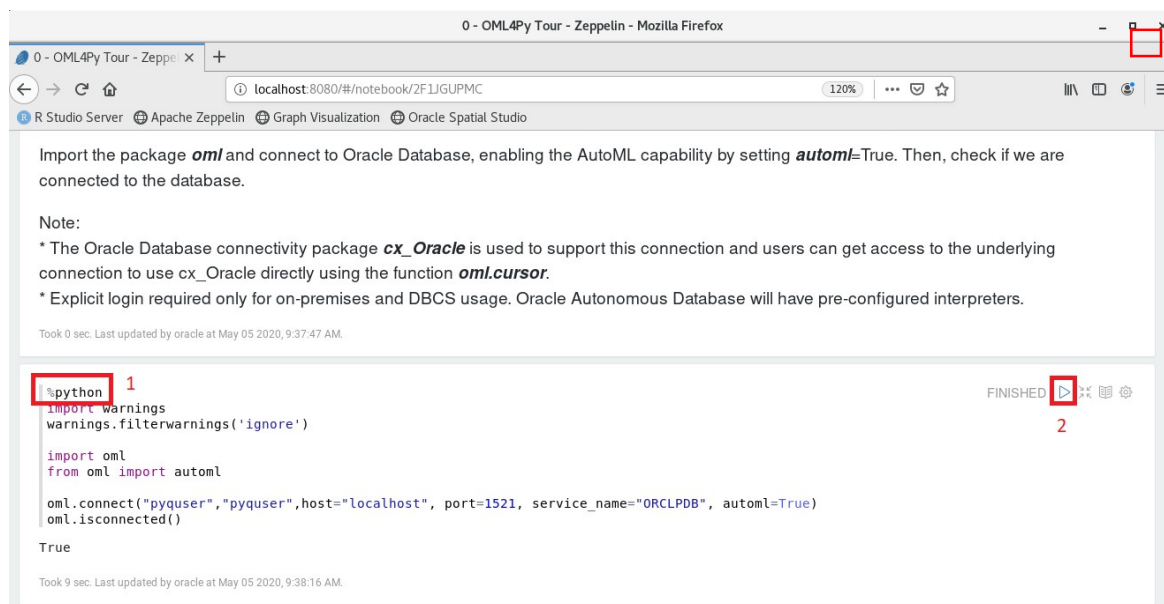 0 - OML4Py Tour - Zeppelin - Mozilla Firefox
0 - OML4Py Tour - Zeppel
localhost:8080/#/notebook/2F1JGUPMC 120%
R Studio Server Apache Zeppelin Graph Visualization Oracle Spatial Studio
Import the package oml and connect to Oracle Database, enabling the AutoML capability by setting automl=True. Then, check if we are
connected to the database.
Note:
* The Oracle Database connectivity package cx_Oracle is used to support this connection and users can get access to the underlying
connection to use cx_Oracle directly using the function oml.cursor.
* Explicit login required only for on-premises and DBCS usage. Oracle Autonomous Database will have pre-configured interpreters.
Took 0 sec. Last updated by oracle at May 05 2020, 9:37:47 AM.
%python 1 FINISHED
import warnings
warnings.filterwarnings('ignore') 2
import oml
from oml import automl
oml.connect("pyquser","pyquser",host="localhost", port=1521, service_name="ORCLPDB", automl=True)
oml.isconnected()
True
Took 9 sec. Last updated by oracle at May 05 2020, 9:38:16 AM.